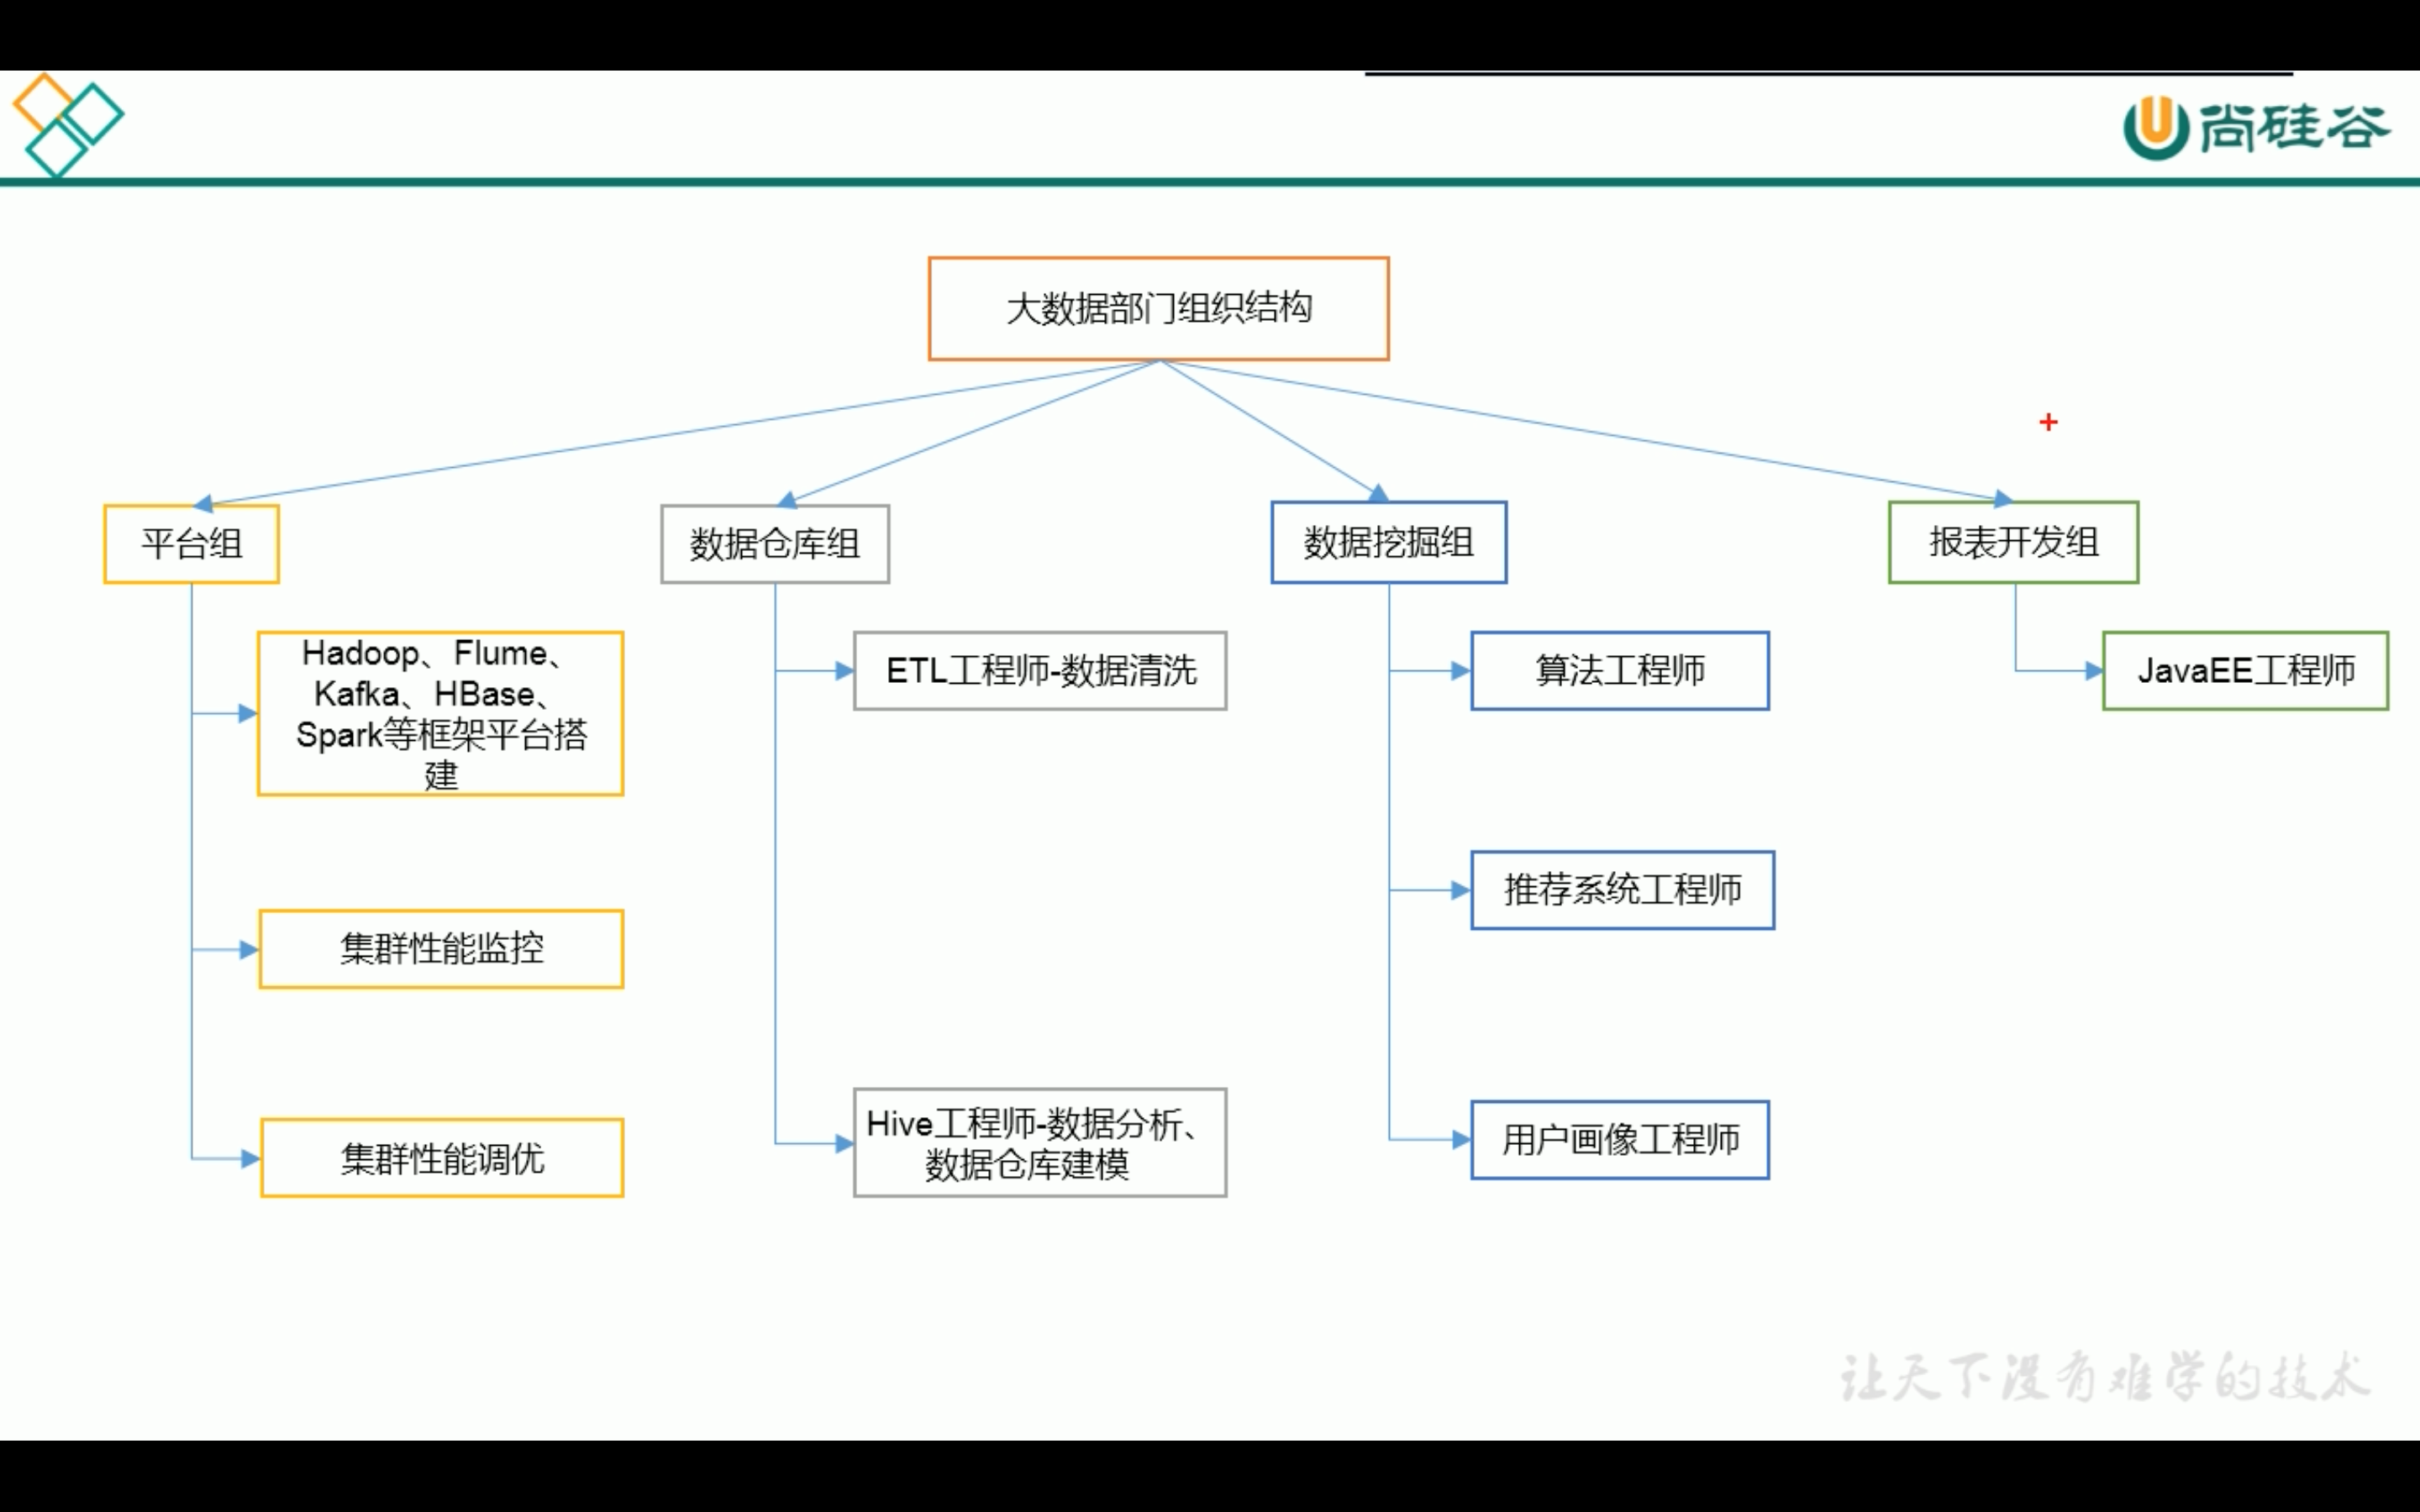 尚硅谷
大数据部门组织结构
平台组
数据仓库组
数据挖掘组
报表开发组
Hadoop、Flume、
Kafka、HBase、
Spark等框架平台搭
建
ETL工程师-数据清洗
算法工程师
JavaEE工程师
推荐系统工程师
集群性能监控
Hive工程师-数据分析、
数据仓库建模
用户画像工程师
集群性能调优
让天下没有难学的技术